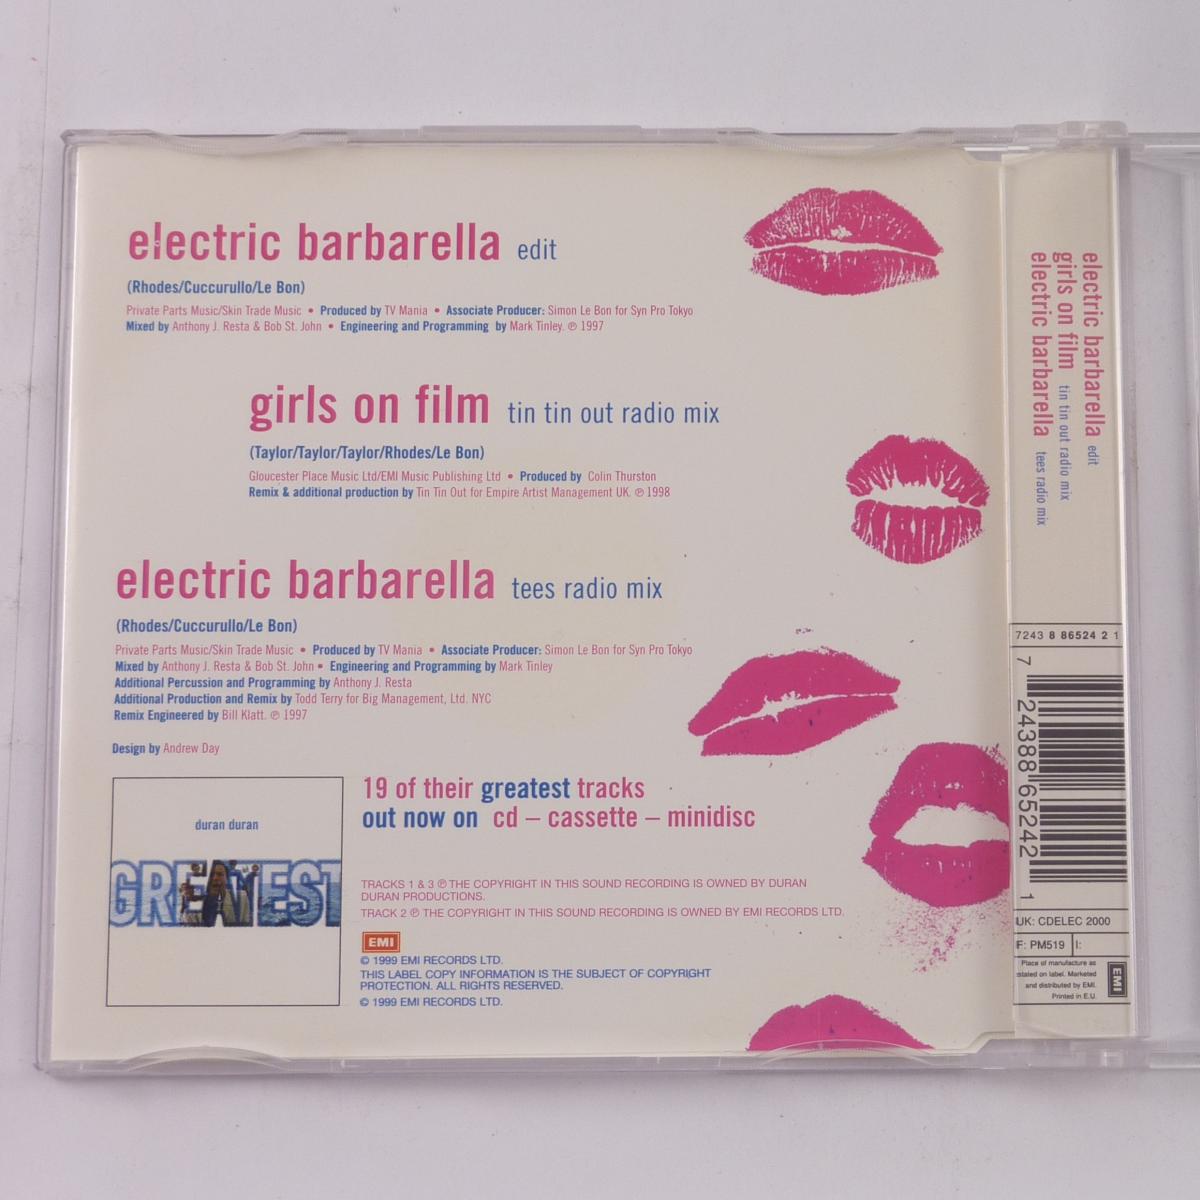 electric barbarella edit
(Rhodes/Cuccurullo/Le Bon)
Private Parts Music/Skin Trade Music • Produced by TV Mania • Associate Producer: Simon Le Bon for Syn Pro Tokyo
Mixed by Anthony J. Resta & Bob St. John • Engineering and Programming by Mark Tinley. ℗ 1997
girls on film tin tin out radio mix
(Taylor/Taylor/Taylor/Rhodes/Le Bon)
Gloucester Place Music Ltd/EMI Music Publishing Ltd • Produced by Colin Thurston
Remix & additional production by Tin Tin Out for Empire Artist Management UK. ℗ 1998
electric barbarella tees radio mix
(Rhodes/Cuccurullo/Le Bon)
Private Parts Music/Skin Trade Music • Produced by TV Mania • Associate Producer: Simon Le Bon for Syn Pro Tokyo
Mixed by Anthony J. Resta & Bob St. John • Engineering and Programming by Mark Tinley
Additional Percussion and Programming by Anthony J. Resta
Additional Production and Remix by Todd Terry for Big Management, Ltd. NYC
Remix Engineered by Bill Klatt. ℗ 1997
Design by Andrew Day
duran duran
GREATEST
19 of their greatest tracks
out now on cd – cassette – minidisc
TRACKS 1 & 3 ℗ THE COPYRIGHT IN THIS SOUND RECORDING IS OWNED BY DURAN
DURAN PRODUCTIONS.
TRACK 2 ℗ THE COPYRIGHT IN THIS SOUND RECORDING IS OWNED BY EMI RECORDS LTD.
EMI
© 1999 EMI RECORDS LTD.
THIS LABEL COPY INFORMATION IS THE SUBJECT OF COPYRIGHT
PROTECTION. ALL RIGHTS RESERVED.
© 1999 EMI RECORDS LTD.
electric barbarella edit
girls on film tin tin out radio mix
electric barbarella tees radio mix
7243 8 86524 2 1
7 24388 65242 1
UK: CDELEC 2000
F: PM519 I:
Place of manufacture as
stated on label. Marketed
and distributed by EMI.
Printed in E.U.
EMI